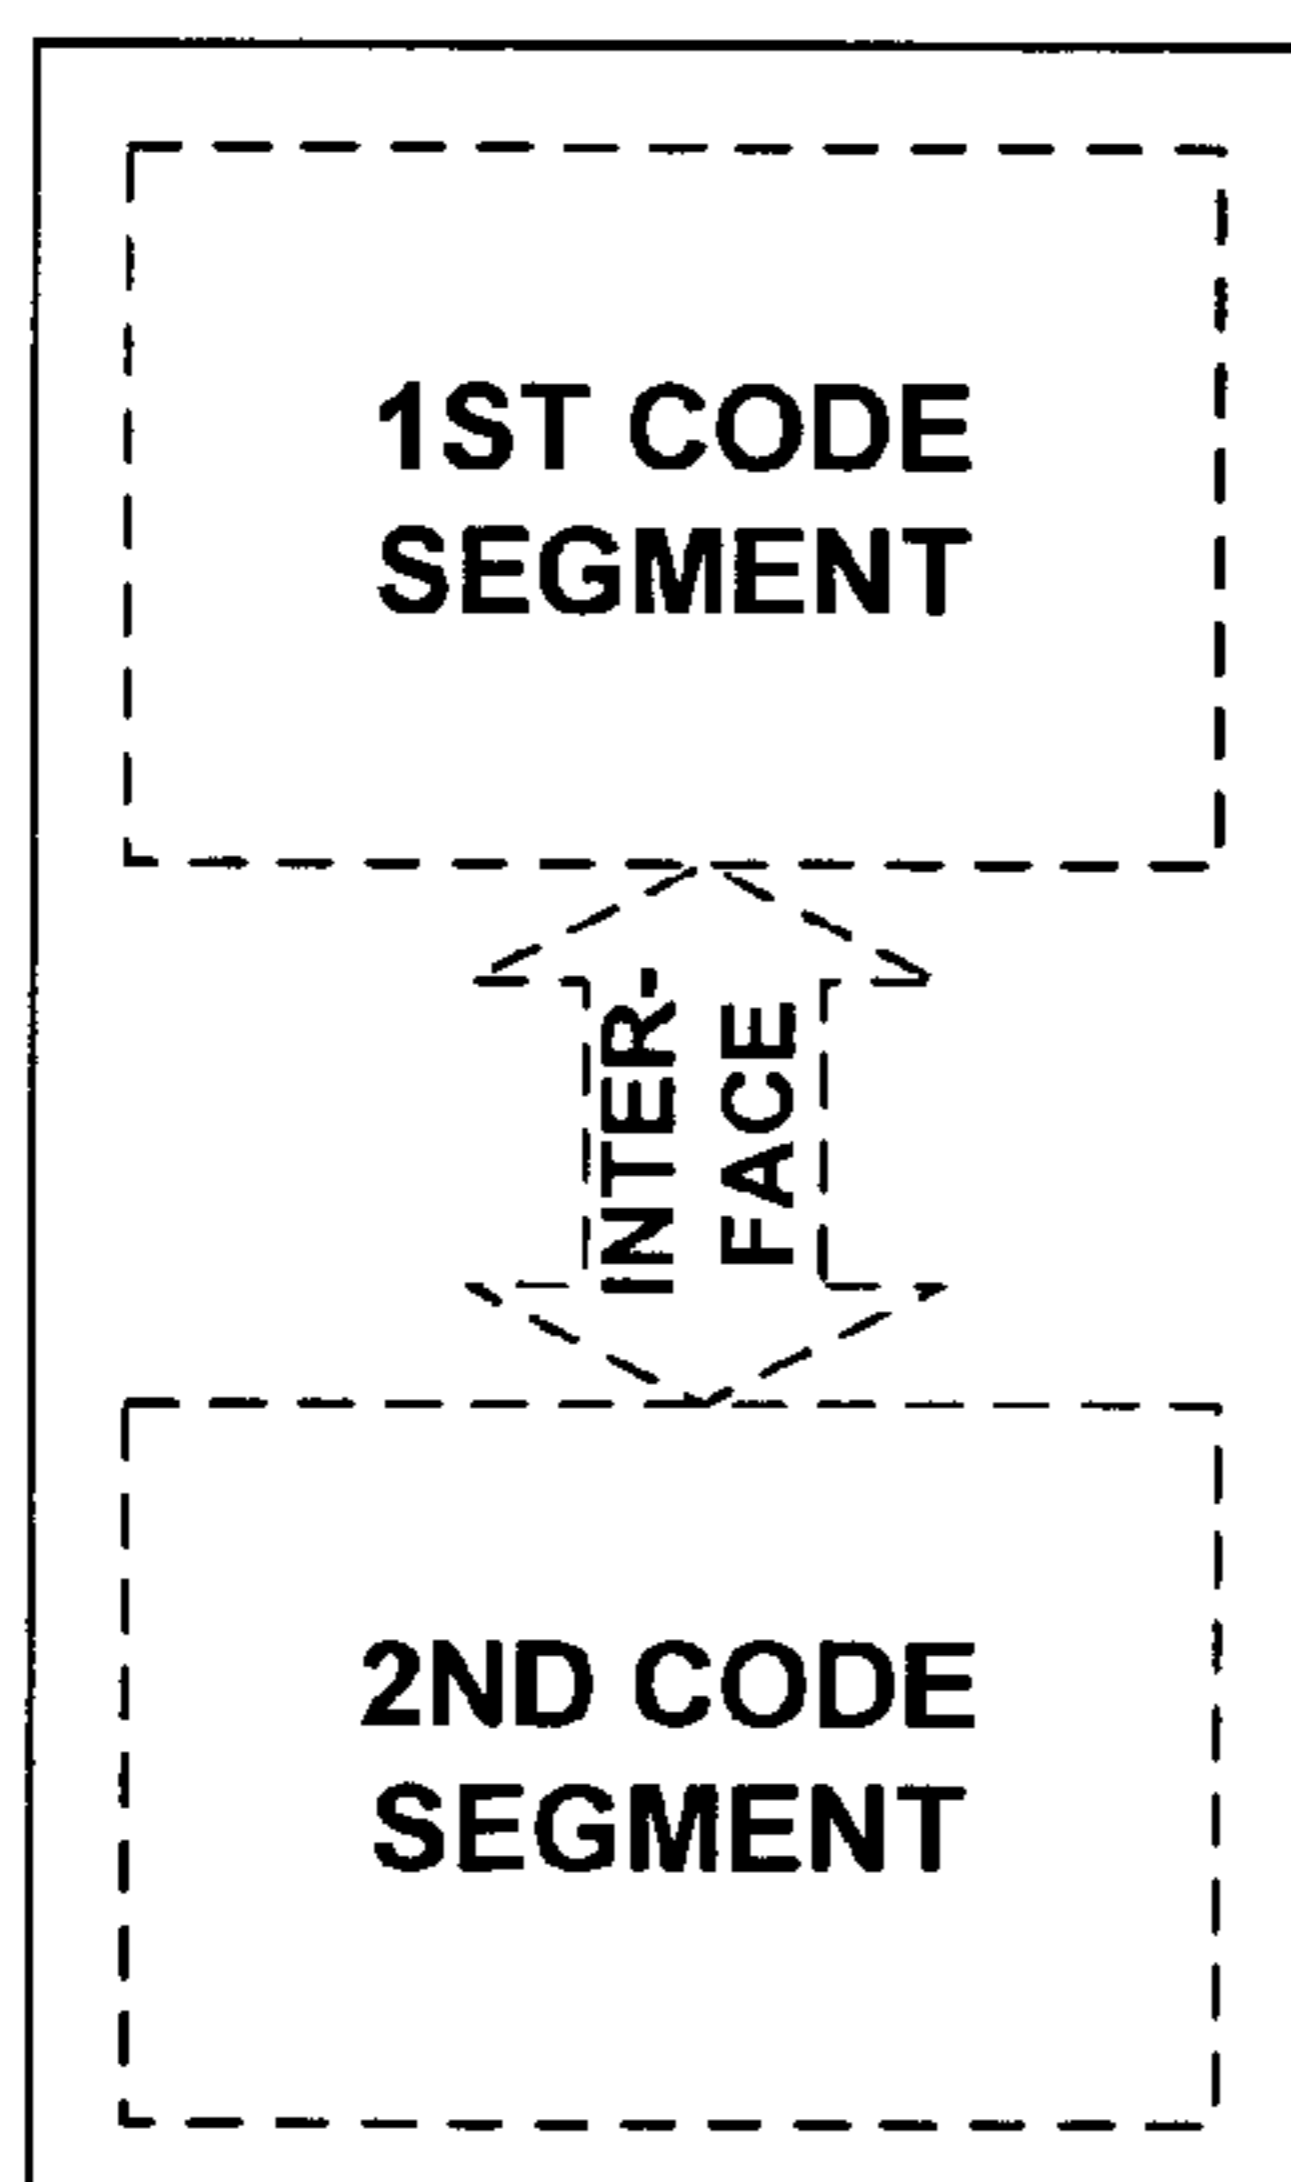 1ST CODE
SEGMENT
INTER-
FACE
2ND CODE
SEGMENT